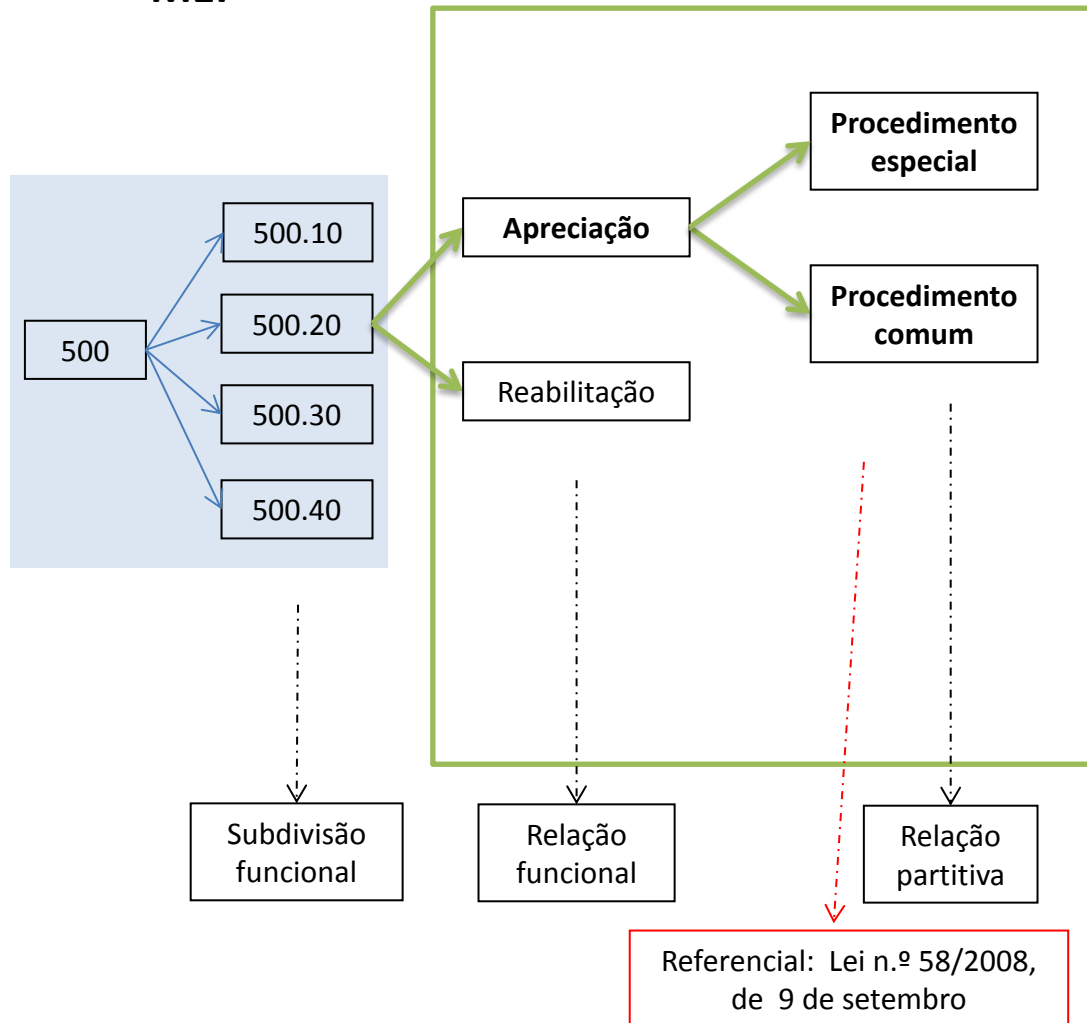 Procedimento
especial
500.10
Apreciação
500.20
Procedimento
comum
500
Reabilitação
500.30
500.40
Subdivisão
funcional
Relação
funcional
Relação
partitiva
Referencial: Lei n.º 58/2008,
de 9 de setembro